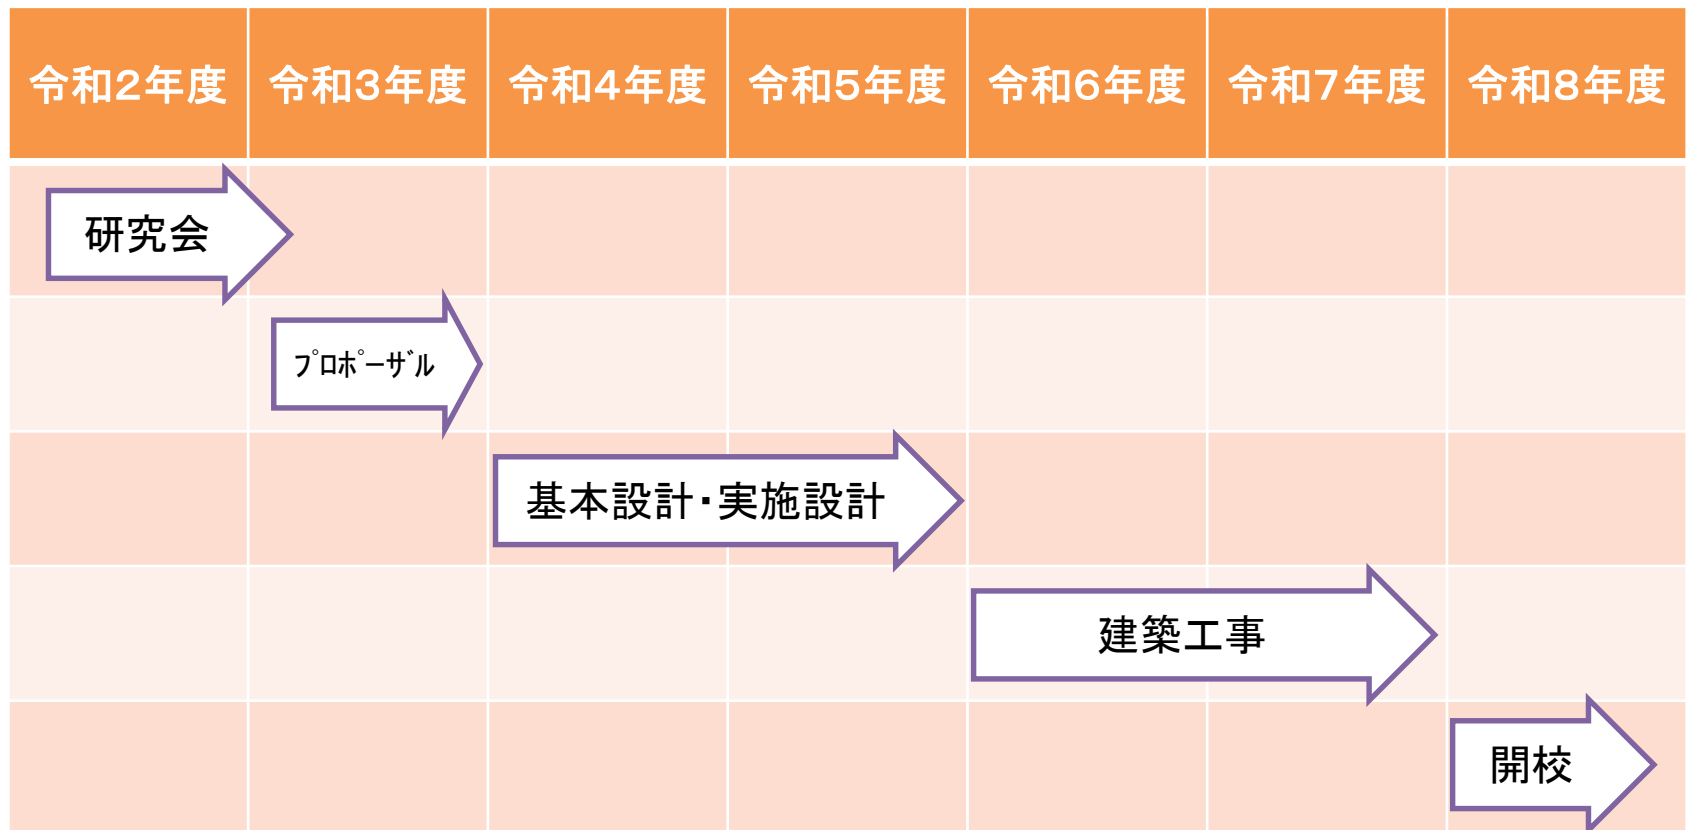 令和2年度 令和3年度 令和4年度 令和5年度 令和6年度 令和7年度 令和8年度
研究会
ﾌﾟﾛﾎﾟｰｻﾞﾙ
基本設計・実施設計
建築工事
開校